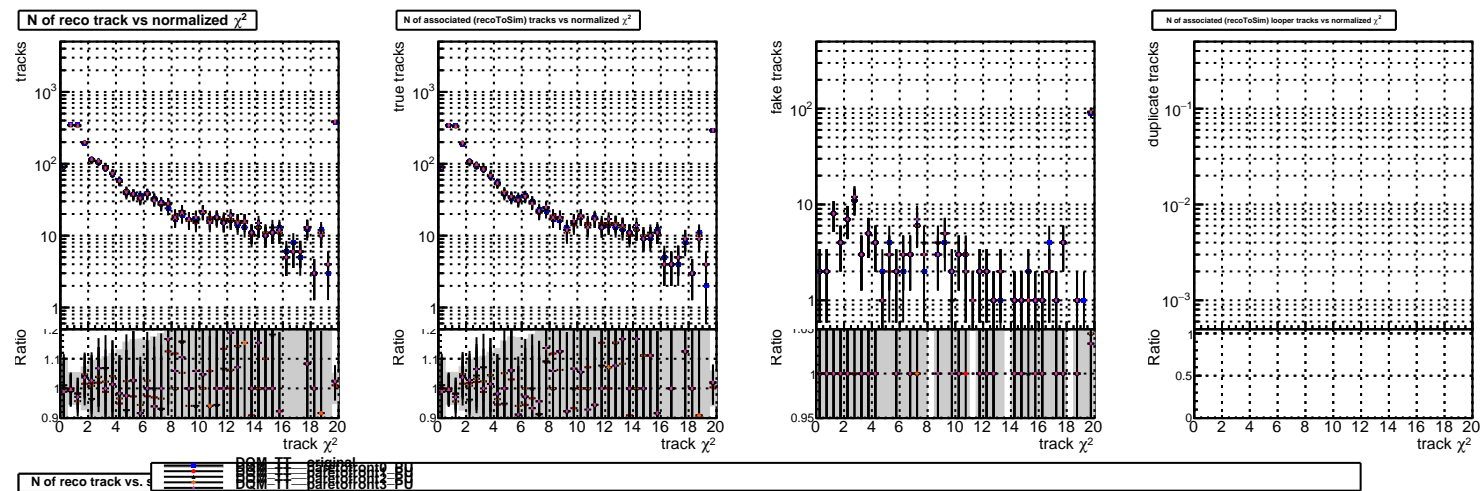 N of reco track vs normalized χ²
N of associated (recoToSim) tracks vs normalized χ²
N of associated (recoToSim) looper tracks vs normalized χ²
tracks
10³
10²
10
1
Ratio
1.2
1.1
1.0
0.9
0 2 4 6 8 10 12 14 16 18 20
track χ²
true tracks
10³
10²
10
1
Ratio
1.2
1.1
1.0
0.9
0 2 4 6 8 10 12 14 16 18 20
track χ²
fake tracks
10²
10
1
Ratio
1.05
1
0.95
0 2 4 6 8 10 12 14 16 18 20
track χ²
duplicate tracks
10⁻¹
10⁻²
10⁻³
Ratio
1
0.5
0
0 2 4 6 8 10 12 14 16 18 20
track χ²
N of reco track vs.
DQM_TT
original
DQM_TT
paretofront3_PU